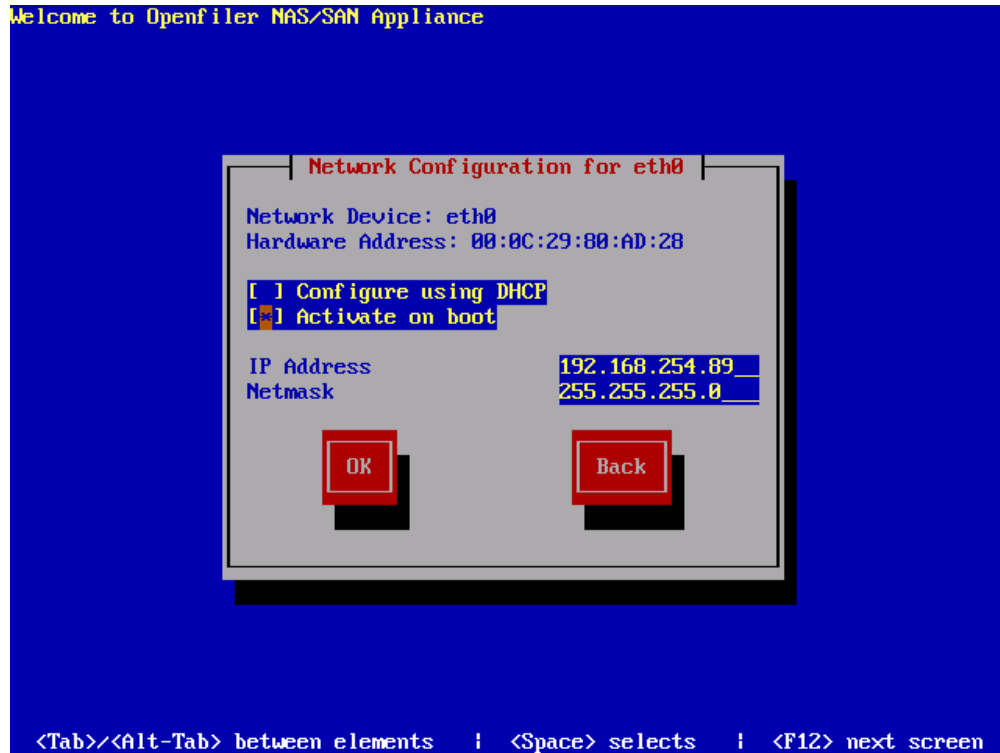 Welcome to Openfiler NAS/SAN Appliance
Network Configuration for eth0
Network Device: eth0
Hardware Address: 00:0C:29:80:AD:28
[ ] Configure using DHCP
[*] Activate on boot
IP Address 192.168.254.89__
Netmask 255.255.255.0___
OK Back
<Tab>/<Alt-Tab> between elements | <Space> selects | <F12> next screen